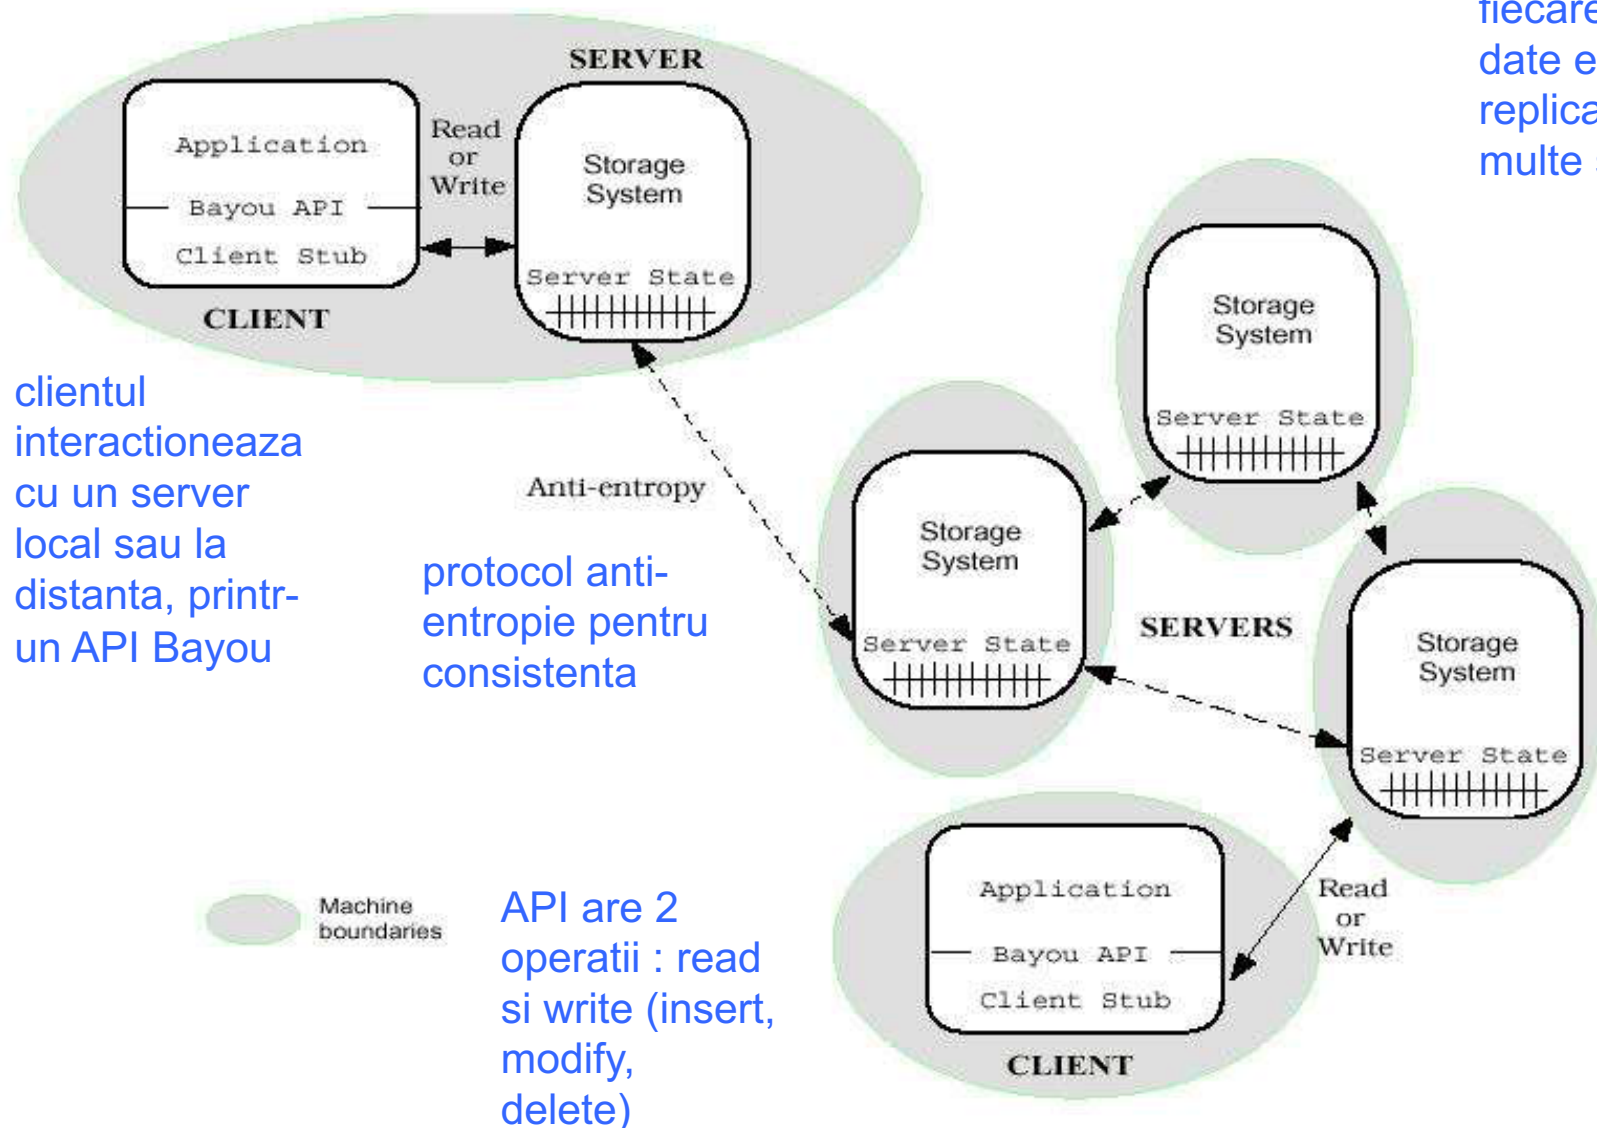 fiecare
date e
replica
multe s
SERVER
Application
Bayou API
Client Stub
CLIENT
Read
or
Write
Storage
System
Server State
clientul
interactioneaza
cu un server
local sau la
distanta, printr-
un API Bayou
Anti-entropy
protocol anti-
entropie pentru
consistenta
Storage
System
Server State
Storage
System
Server State
SERVERS
Storage
System
Server State
Machine
boundaries
API are 2
operatii : read
si write (insert,
modify,
delete)
Application
Bayou API
Client Stub
CLIENT
Read
or
Write